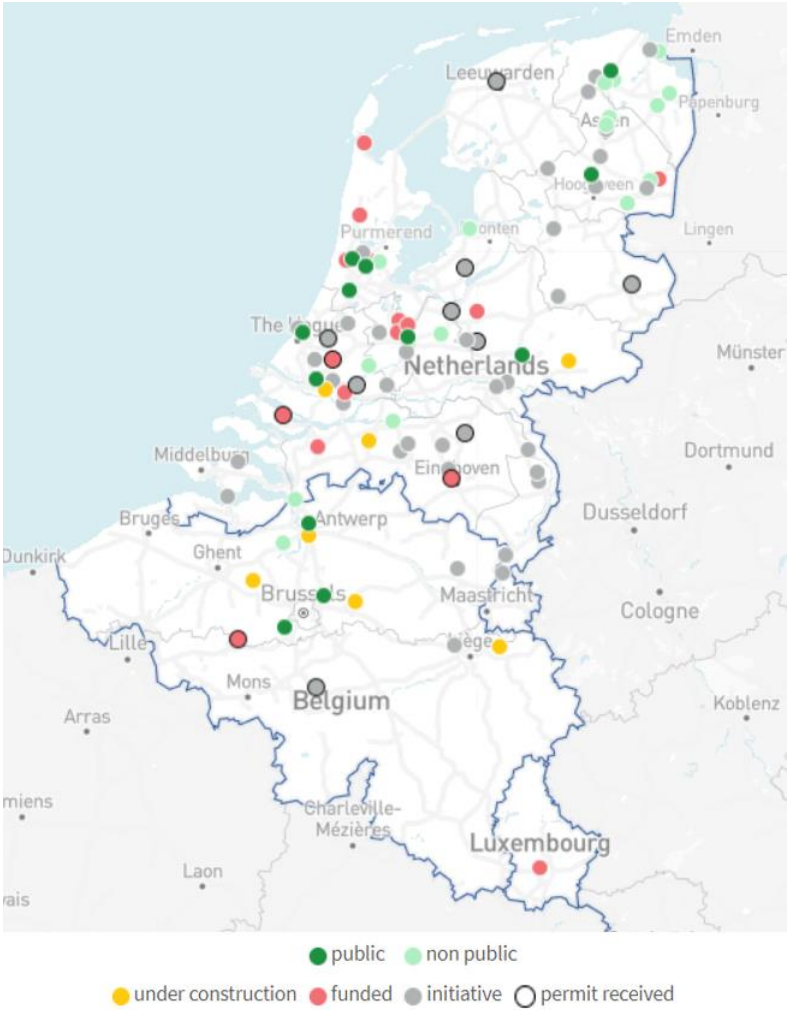 Emden
Leeuwarden
Papenburg
Hoogeveen
Lingen
Purmerend
The Hague
Netherlands
Münster
Middelburg
Eindhoven
Dortmund
Bruges
Antwerp
Dusseldorf
Dunkirk
Ghent
Brussels
Maastricht
Cologne
Lille
Liège
Mons
Belgium
Koblenz
Arras
miens
Charleville-
Mézières
Luxembourg
Laon
vais
public non public
under construction funded initiative permit received